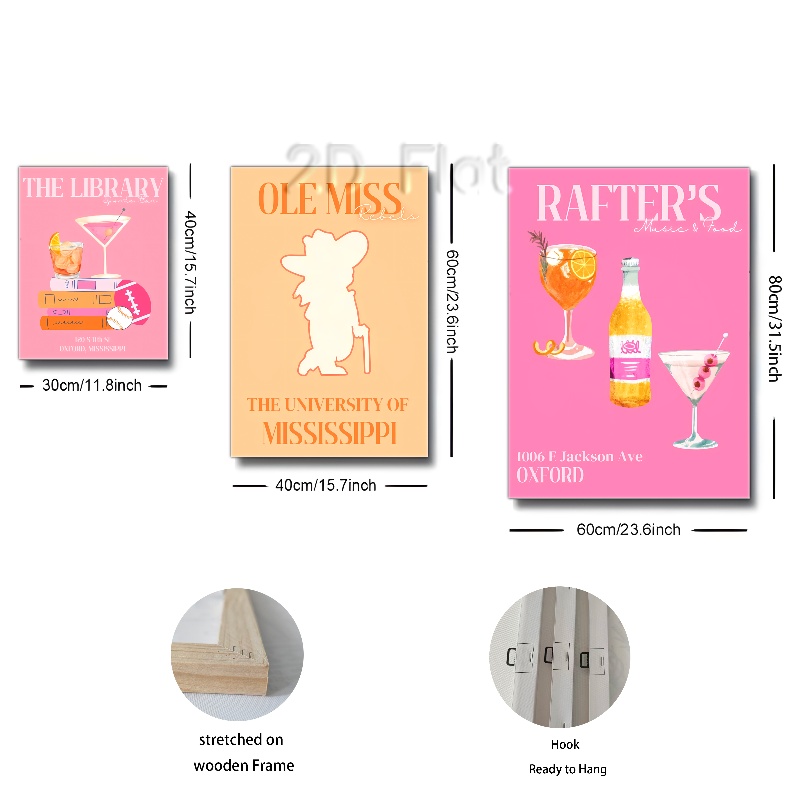 2D Flat
THE LIBRARY
Sports Bar
OXFORD MISSISSIPPI
40cm/15.7inch
30cm/11.8inch
OLE MISS
Rebels
THE UNIVERSITY OF
MISSISSIPPI
60cm/23.6inch
40cm/15.7inch
RAFTER'S
Music & Food
1006 E Jackson Ave
OXFORD
80cm/31.5inch
60cm/23.6inch
stretched on
wooden Frame
Hook
Ready to Hang